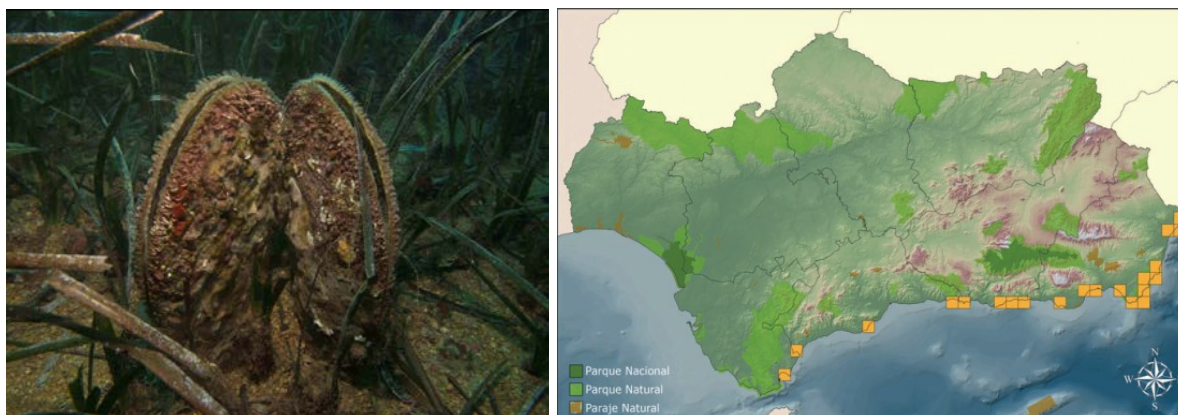 Parque Nacional
Parque Natural
Paraje Natural
N
W E
S